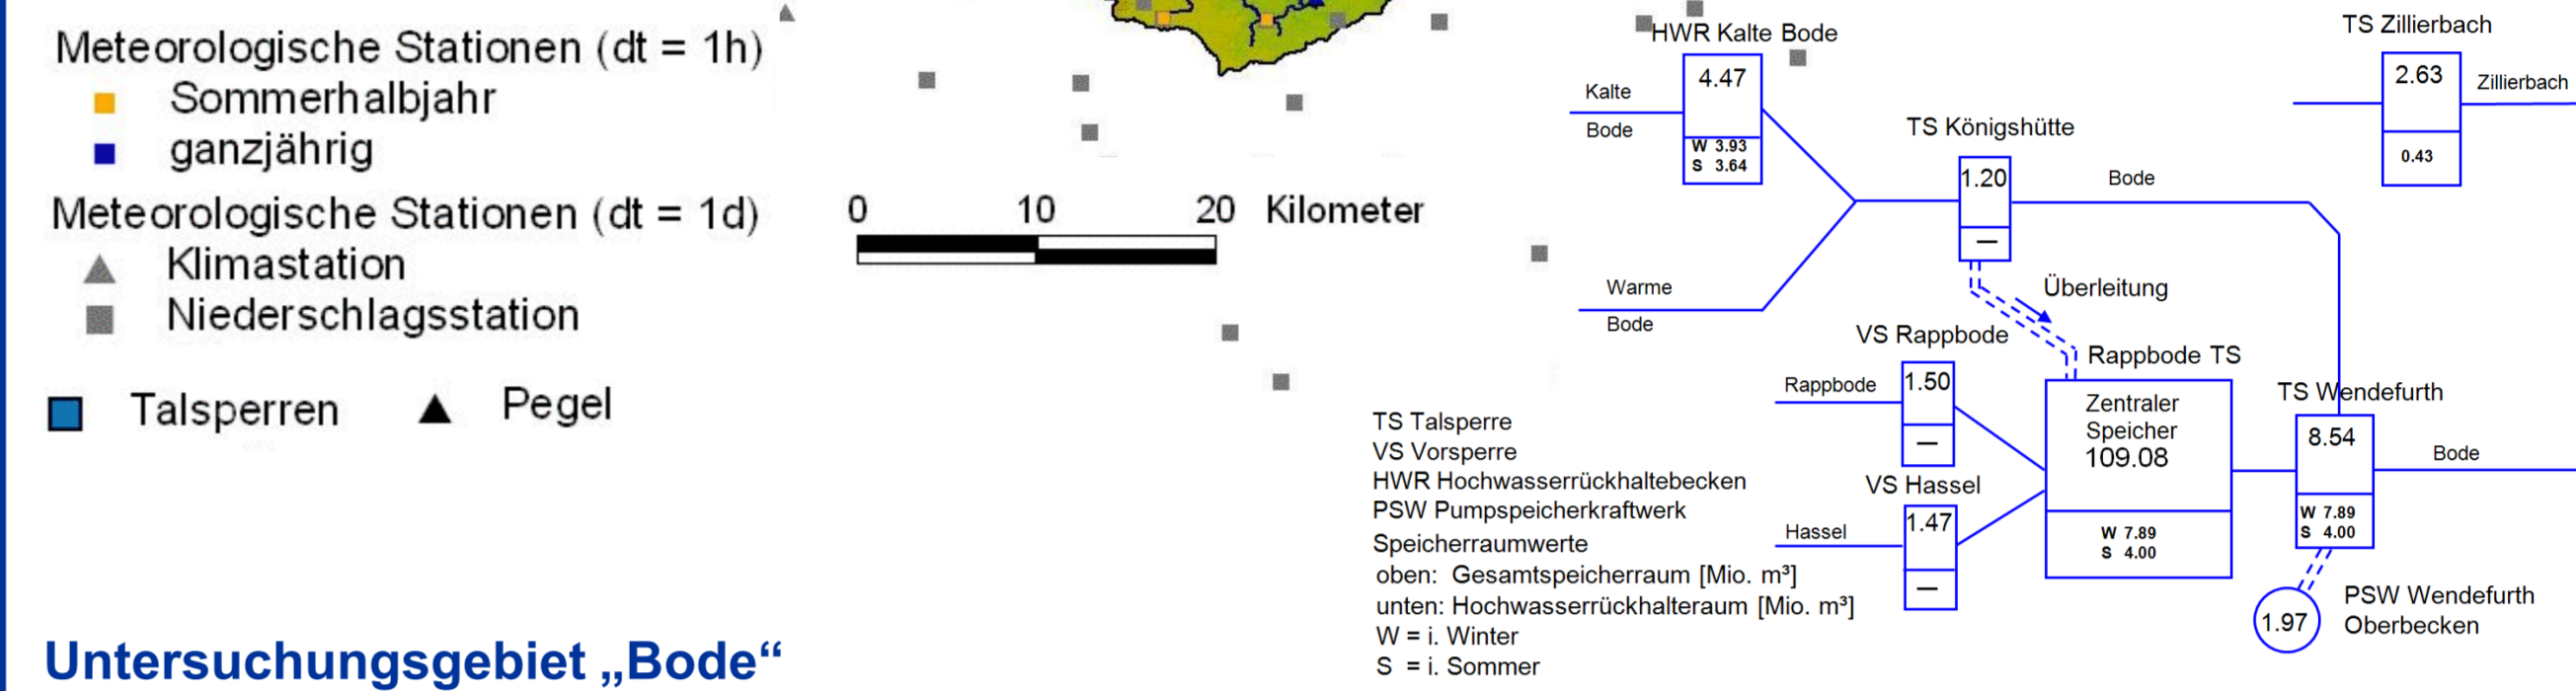 Meteorologische Stationen (dt = 1h)
Sommerhalbjahr
ganzjährig
Meteorologische Stationen (dt = 1d)
Klimastation
Niederschlagsstation
Talsperren
Pegel
Untersuchungsgebiet „Bode“
0 10 20 Kilometer
HWR Kalte Bode
4.47
W 3.93
S 3.64
Kalte
Bode
Warme
Bode
TS Königshütte
1.20
—
Bode
TS Zillierbach
2.63
0.43
Zillierbach
Überleitung
VS Rappbode
Rappbode
1.50
—
VS Hassel
Hassel
1.47
—
Rappbode TS
Zentraler
Speicher
109.08
W 7.89
S 4.00
TS Wendefurth
8.54
W 7.89
S 4.00
Bode
1.97
PSW Wendefurth
Oberbecken
TS Talsperre
VS Vorsperre
HWR Hochwasserrückhaltebecken
PSW Pumpspeicherkraftwerk
Speicherraumwerte
oben: Gesamtspeicherraum [Mio. m³]
unten: Hochwasserrückhalteraum [Mio. m³]
W = i. Winter
S = i. Sommer